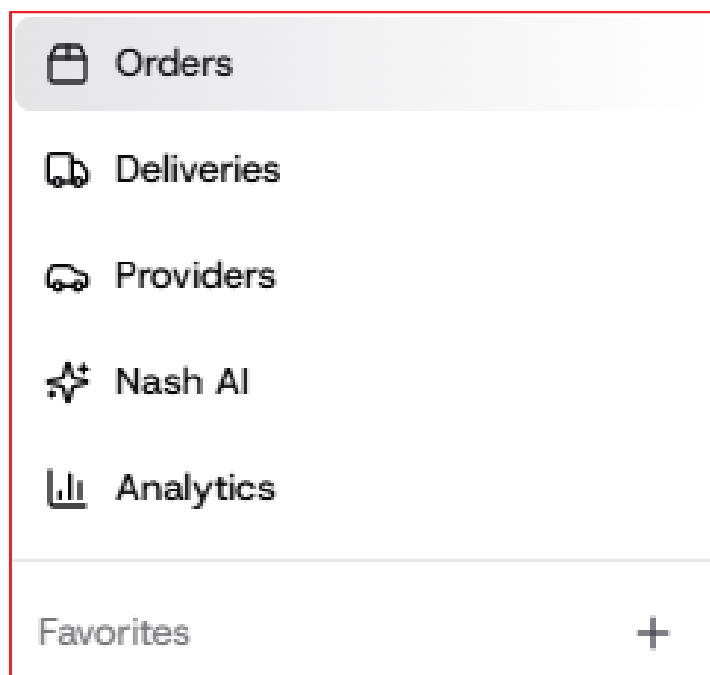 Orders
Deliveries
Providers
Nash AI
Analytics
Favorites +